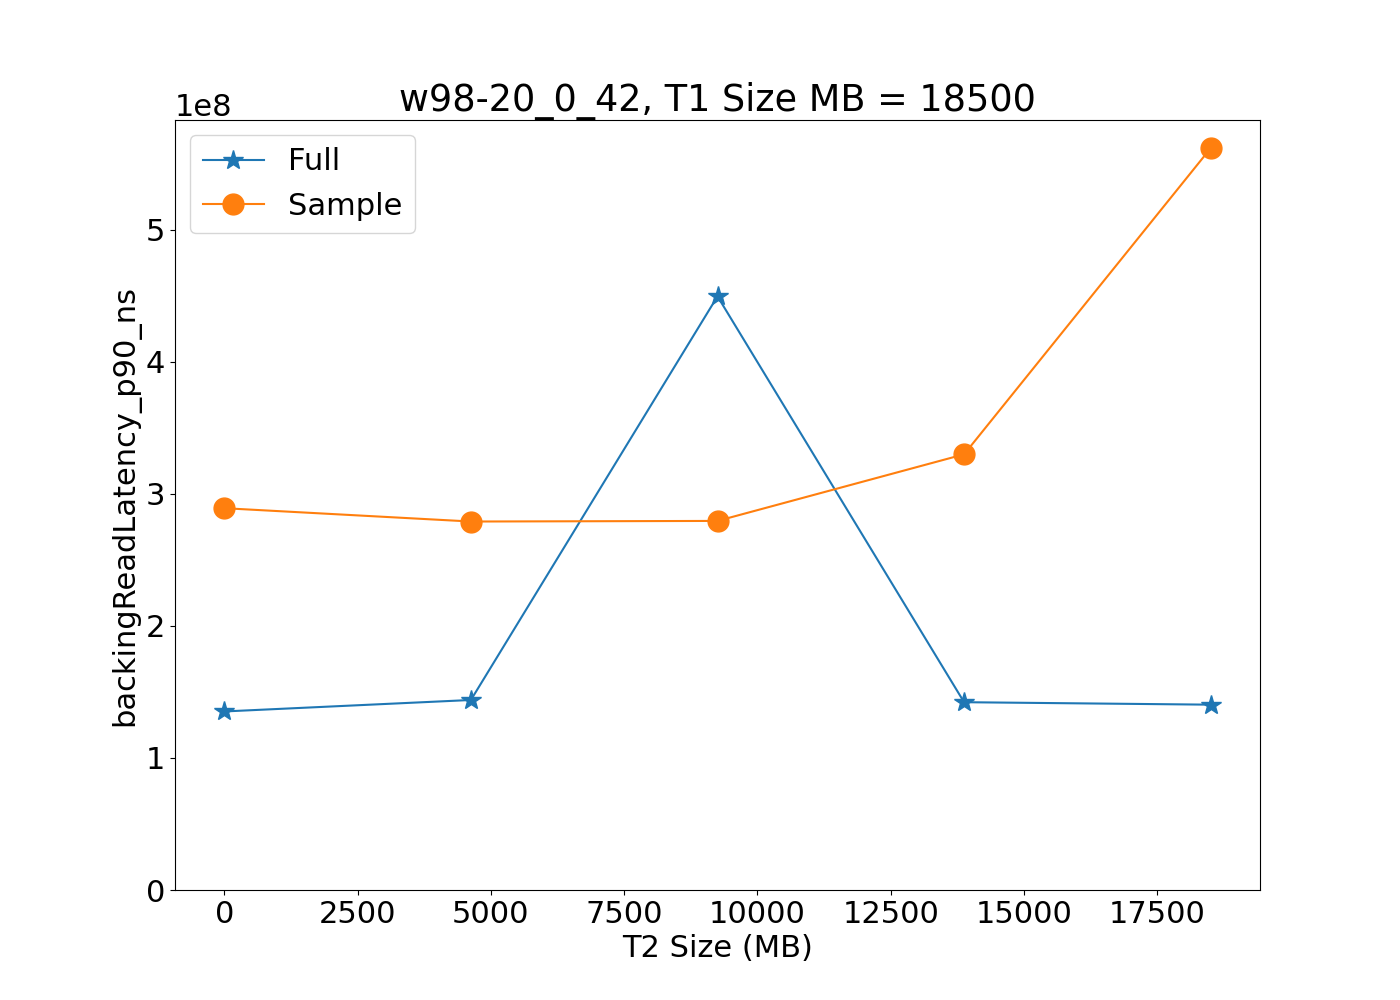 1e8
w98-20_0_42, T1 Size MB = 18500
Full
Sample
5
4
3
2
1
0
backingReadLatency_p90_ns
0 2500 5000 7500 10000 12500 15000 17500
T2 Size (MB)